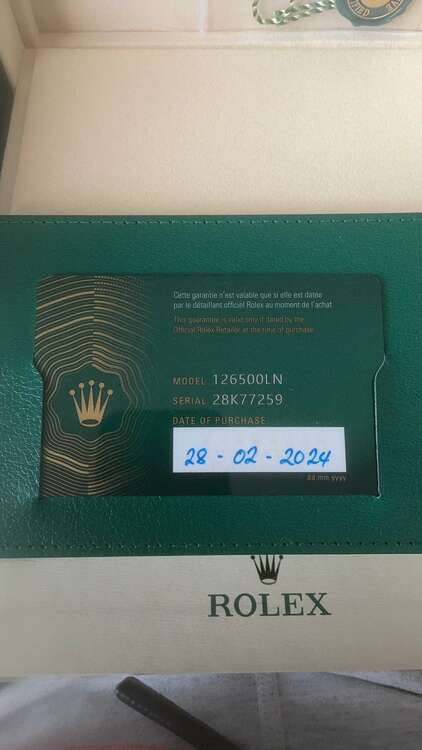 Cette garantie n'est valable que si elle est datée
par le détaillant officiel Rolex au moment de l'achat
This guarantee is valid only if dated by the
Official Rolex Retailer at the time of purchase
MODEL 126500LN
SERIAL 28K77259
DATE OF PURCHASE
28 - 02 - 2024
dd.mm.yyyy
ROLEX